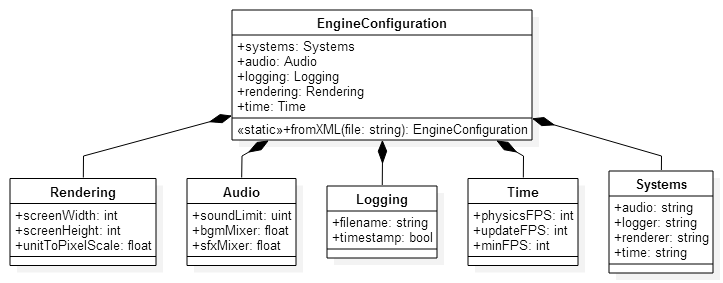 EngineConfiguration
+systems: Systems
+audio: Audio
+logging: Logging
+rendering: Rendering
+time: Time
«static»+fromXML(file: string): EngineConfiguration
Rendering
+screenWidth: int
+screenHeight: int
+unitToPixelScale: float
Audio
+soundLimit: uint
+bgmMixer: float
+sfxMixer: float
Logging
+filename: string
+timestamp: bool
Time
+physicsFPS: int
+updateFPS: int
+minFPS: int
Systems
+audio: string
+logger: string
+renderer: string
+time: string